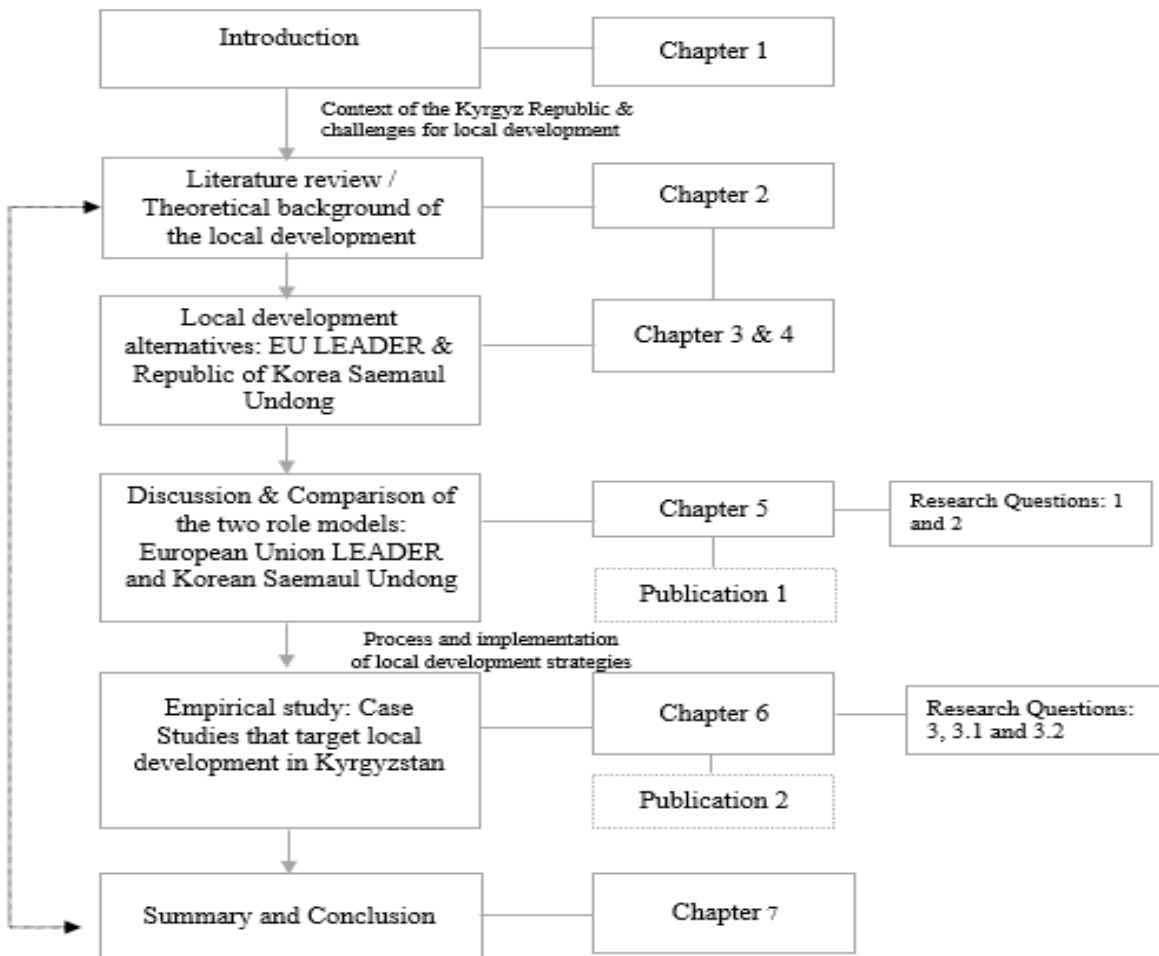 Introduction
Chapter 1
Context of the Kyrgyz Republic &
challenges for local development
Literature review /
Theoretical background of
the local development
Chapter 2
Local development
alternatives: EU LEADER &
Republic of Korea Saemaul
Undong
Chapter 3 & 4
Discussion & Comparison of
the two role models:
European Union LEADER
and Korean Saemaul Undong
Chapter 5
Research Questions: 1
and 2
Publication 1
Process and implementation
of local development strategies
Empirical study: Case
Studies that target local
development in Kyrgyzstan
Chapter 6
Research Questions:
3, 3.1 and 3.2
Publication 2
Summary and Conclusion
Chapter 7